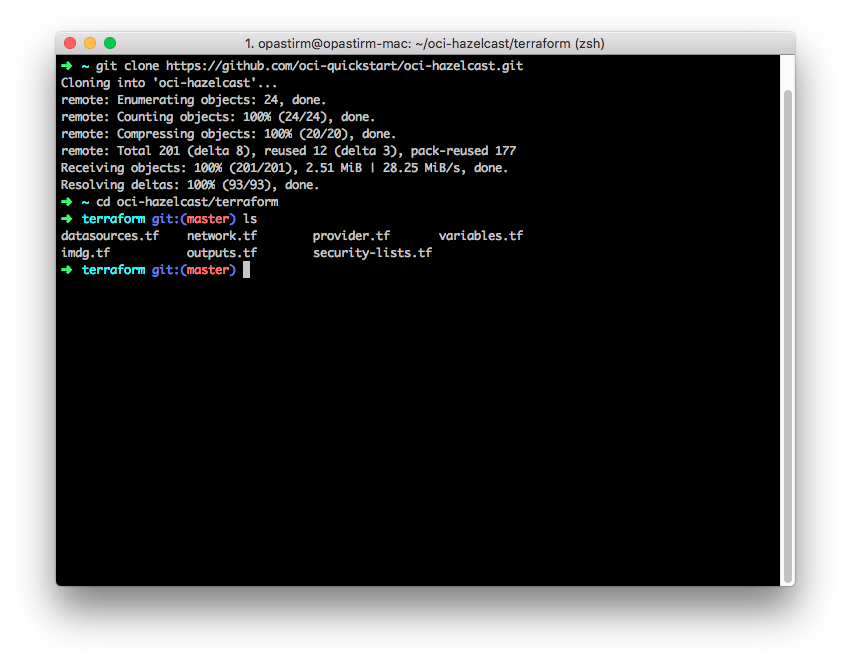 1. opastirm@opastirm-mac: ~/oci-hazelcast/terraform (zsh)
➜ ~ git clone https://github.com/oci-quickstart/oci-hazelcast.git
Cloning into 'oci-hazelcast'...
remote: Enumerating objects: 24, done.
remote: Counting objects: 100% (24/24), done.
remote: Compressing objects: 100% (20/20), done.
remote: Total 201 (delta 8), reused 12 (delta 3), pack-reused 177
Receiving objects: 100% (201/201), 2.51 MiB | 28.25 MiB/s, done.
Resolving deltas: 100% (93/93), done.
➜ ~ cd oci-hazelcast/terraform
➜ terraform git:(master) ls
datasources.tf network.tf provider.tf variables.tf
imdg.tf outputs.tf security-lists.tf
➜ terraform git:(master)